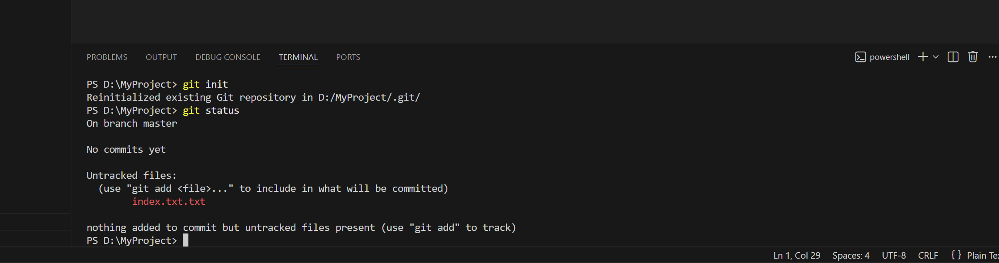 PROBLEMS OUTPUT DEBUG CONSOLE TERMINAL PORTS powershell
PS D:\MyProject> git init
Reinitialized existing Git repository in D:/MyProject/.git/
PS D:\MyProject> git status
On branch master
No commits yet
Untracked files:
(use "git add <file>..." to include in what will be committed)
index.txt.txt
nothing added to commit but untracked files present (use "git add" to track)
PS D:\MyProject>
Ln 1, Col 29 Spaces: 4 UTF-8 CRLF {} Plain